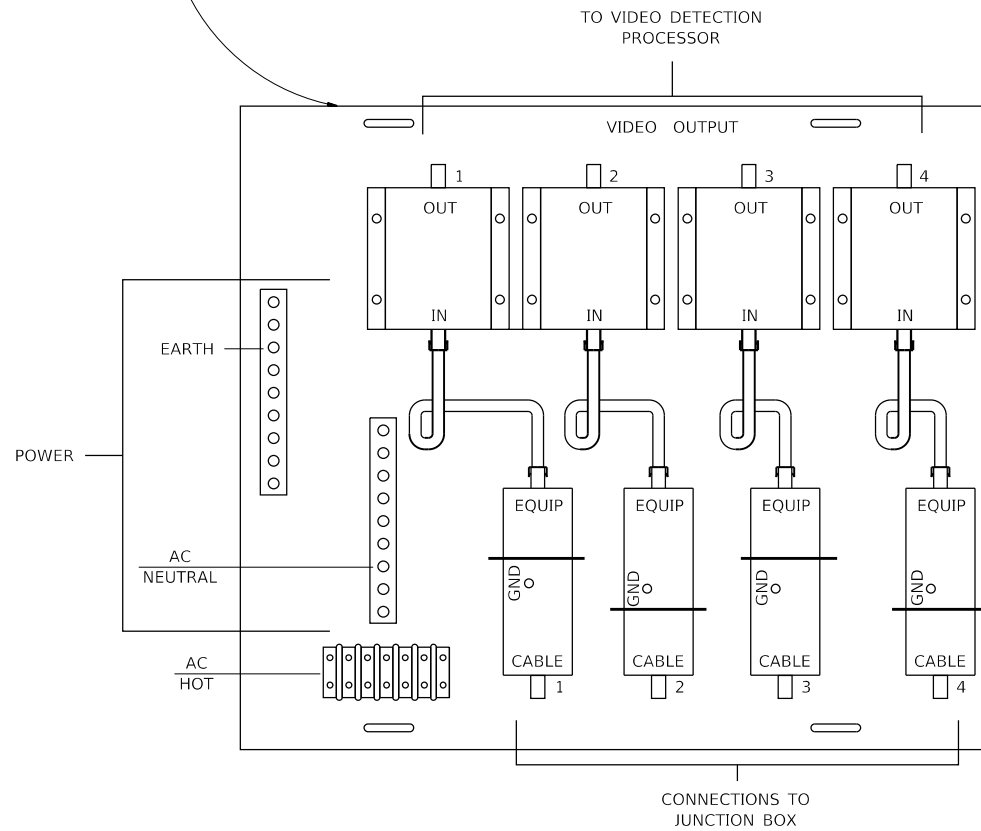 TO VIDEO DETECTION
PROCESSOR
VIDEO OUTPUT
1 2 3 4
OUT OUT OUT OUT
IN IN IN IN
EARTH
POWER
EQUIP EQUIP EQUIP EQUIP
AC
NEUTRAL
GND GND GND GND
AC
HOT
CABLE CABLE CABLE CABLE
1 2 3 4
CONNECTIONS TO
JUNCTION BOX